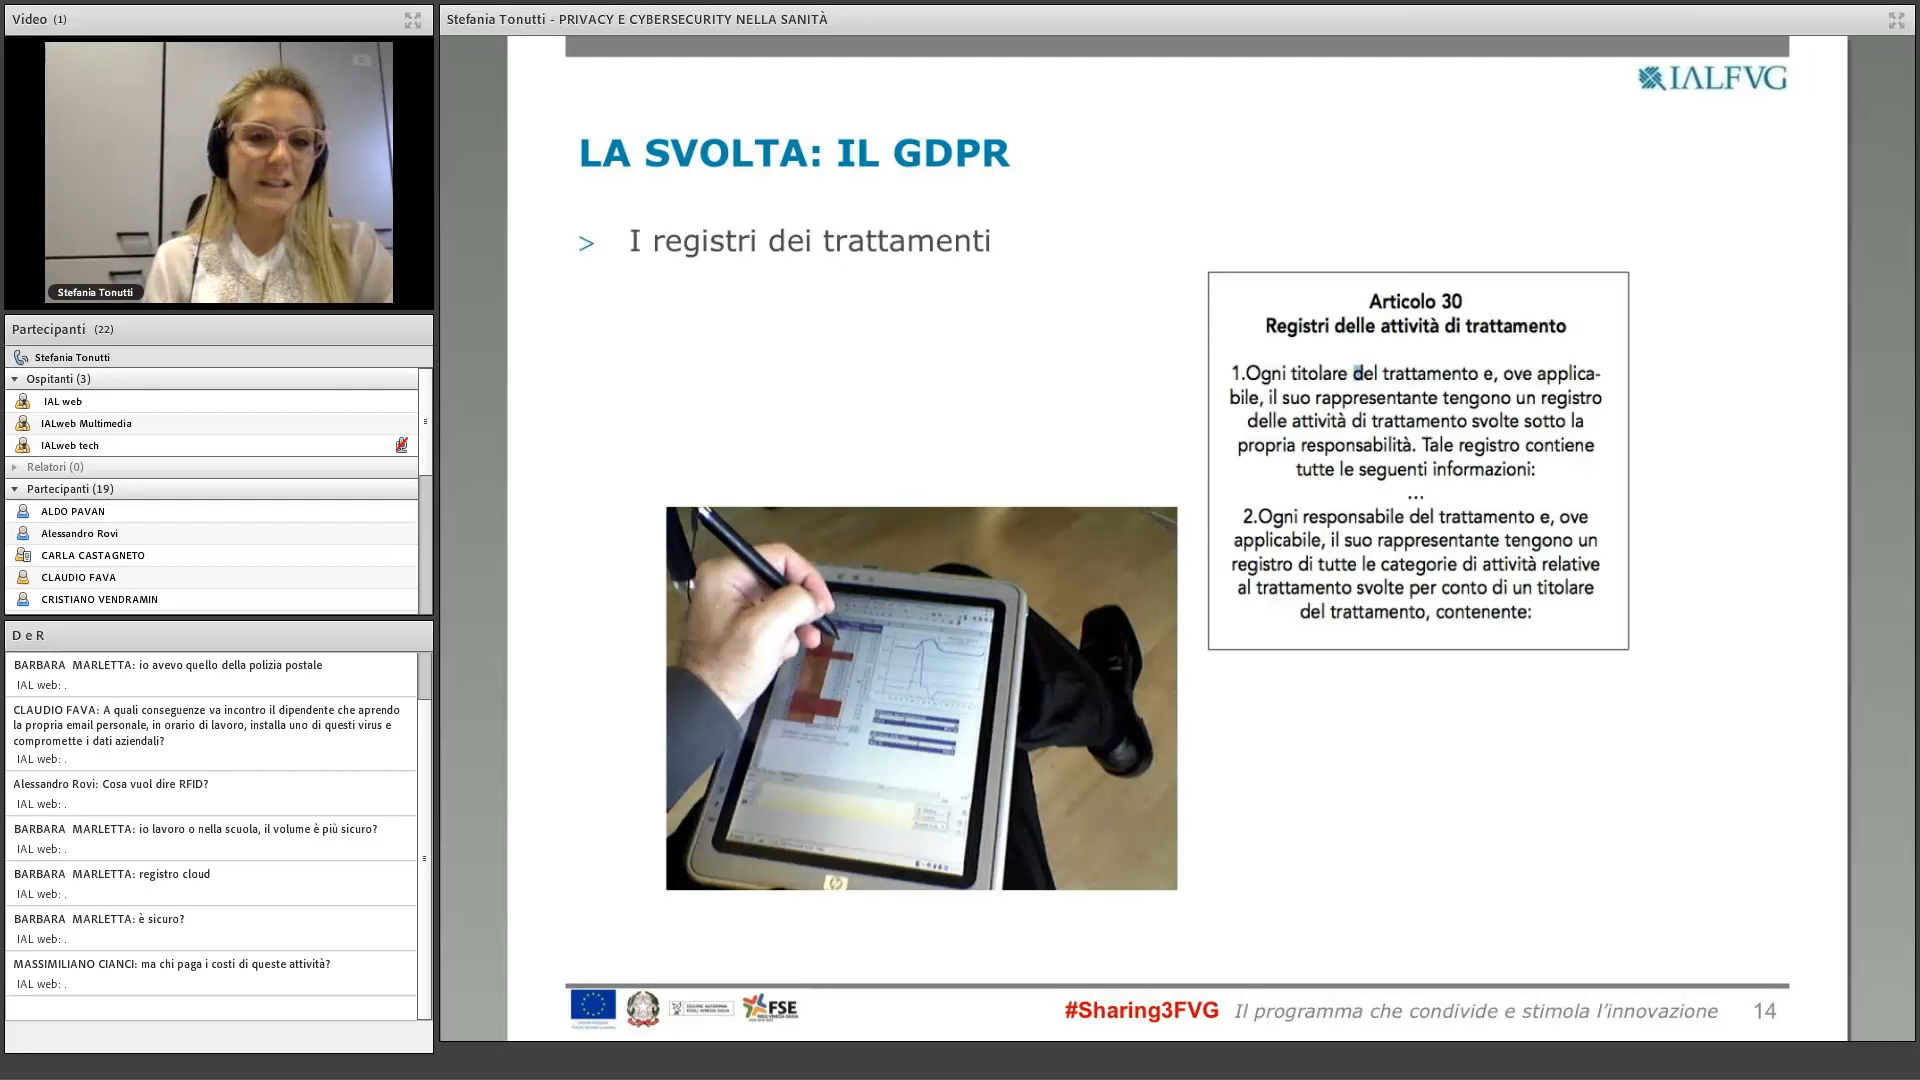 Video (1)
Stefania Tonutti
Partecipanti (22)
Stefania Tonutti
Ospitanti (3)
IAL web
IALweb Multimedia
IALweb tech
Relatori (0)
Partecipanti (19)
ALDO PAVAN
Alessandro Rovi
CARLA CASTAGNETO
CLAUDIO FAVA
CRISTIANO VENDRAMIN
D e R
BARBARA MARLETTA: io avevo quello della polizia postale
IAL web: .
CLAUDIO FAVA: A quali conseguenze va incontro il dipendente che aprendo
la propria email personale, in orario di lavoro, installa uno di questi virus e
compromette i dati aziendali?
IAL web: .
Alessandro Rovi: Cosa vuol dire RFID?
IAL web: .
BARBARA MARLETTA: io lavoro o nella scuola, il volume è più sicuro?
IAL web: .
BARBARA MARLETTA: registro cloud
IAL web: .
BARBARA MARLETTA: è sicuro?
IAL web: .
MASSIMILIANO CIANCI: ma chi paga i costi di queste attività?
IAL web: .
Stefania Tonutti - PRIVACY E CYBERSECURITY NELLA SANITÀ
IALFVG
LA SVOLTA: IL GDPR
> I registri dei trattamenti
Articolo 30
Registri delle attività di trattamento
1.Ogni titolare del trattamento e, ove applica-
bile, il suo rappresentante tengono un registro
delle attività di trattamento svolte sotto la
propria responsabilità. Tale registro contiene
tutte le seguenti informazioni:
...
2.Ogni responsabile del trattamento e, ove
applicabile, il suo rappresentante tengono un
registro di tutte le categorie di attività relative
al trattamento svolte per conto di un titolare
del trattamento, contenente:
FSE
#Sharing3FVG Il programma che condivide e stimola l'innovazione 14